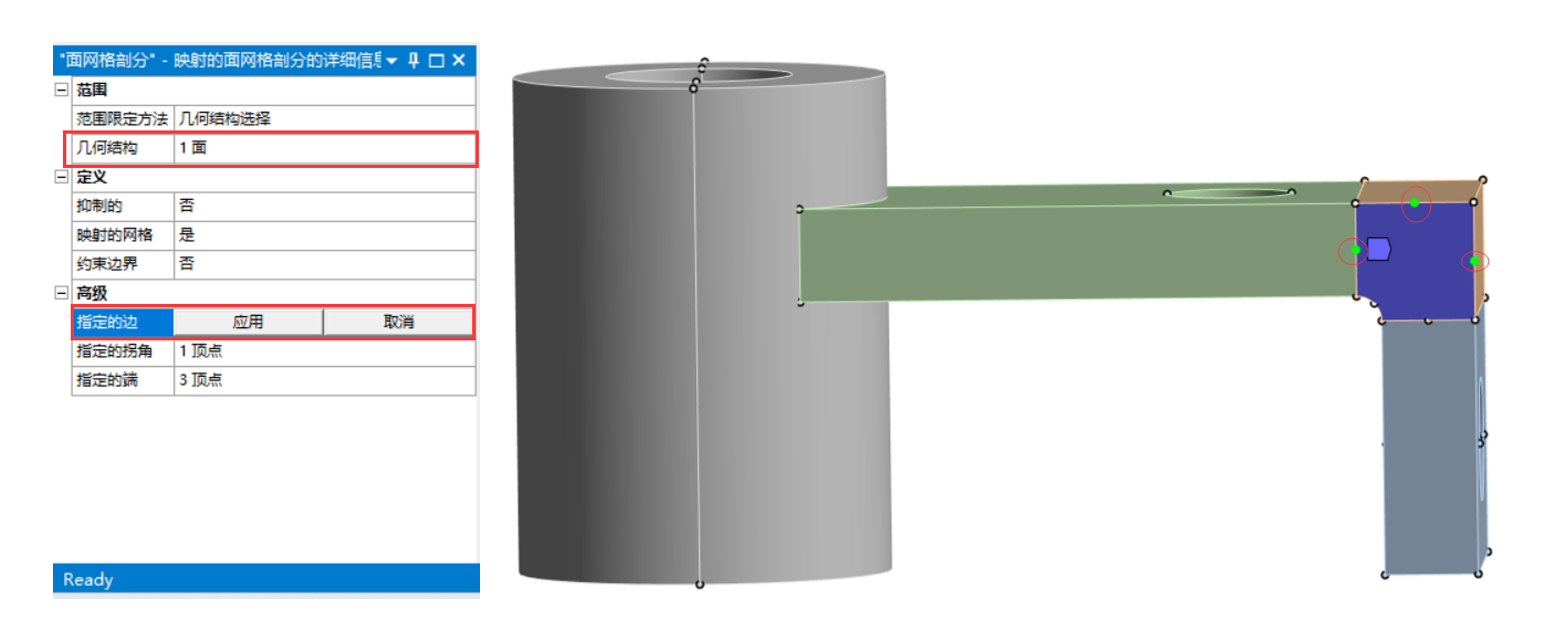 "面网格剖分" - 映射的面网格剖分的详细信息
范围
范围限定方法 几何结构选择
几何结构 1 面
定义
抑制的 否
映射的网格 是
约束边界 否
高级
指定的边 应用 取消
指定的拐角 1 顶点
指定的端 3 顶点
Ready